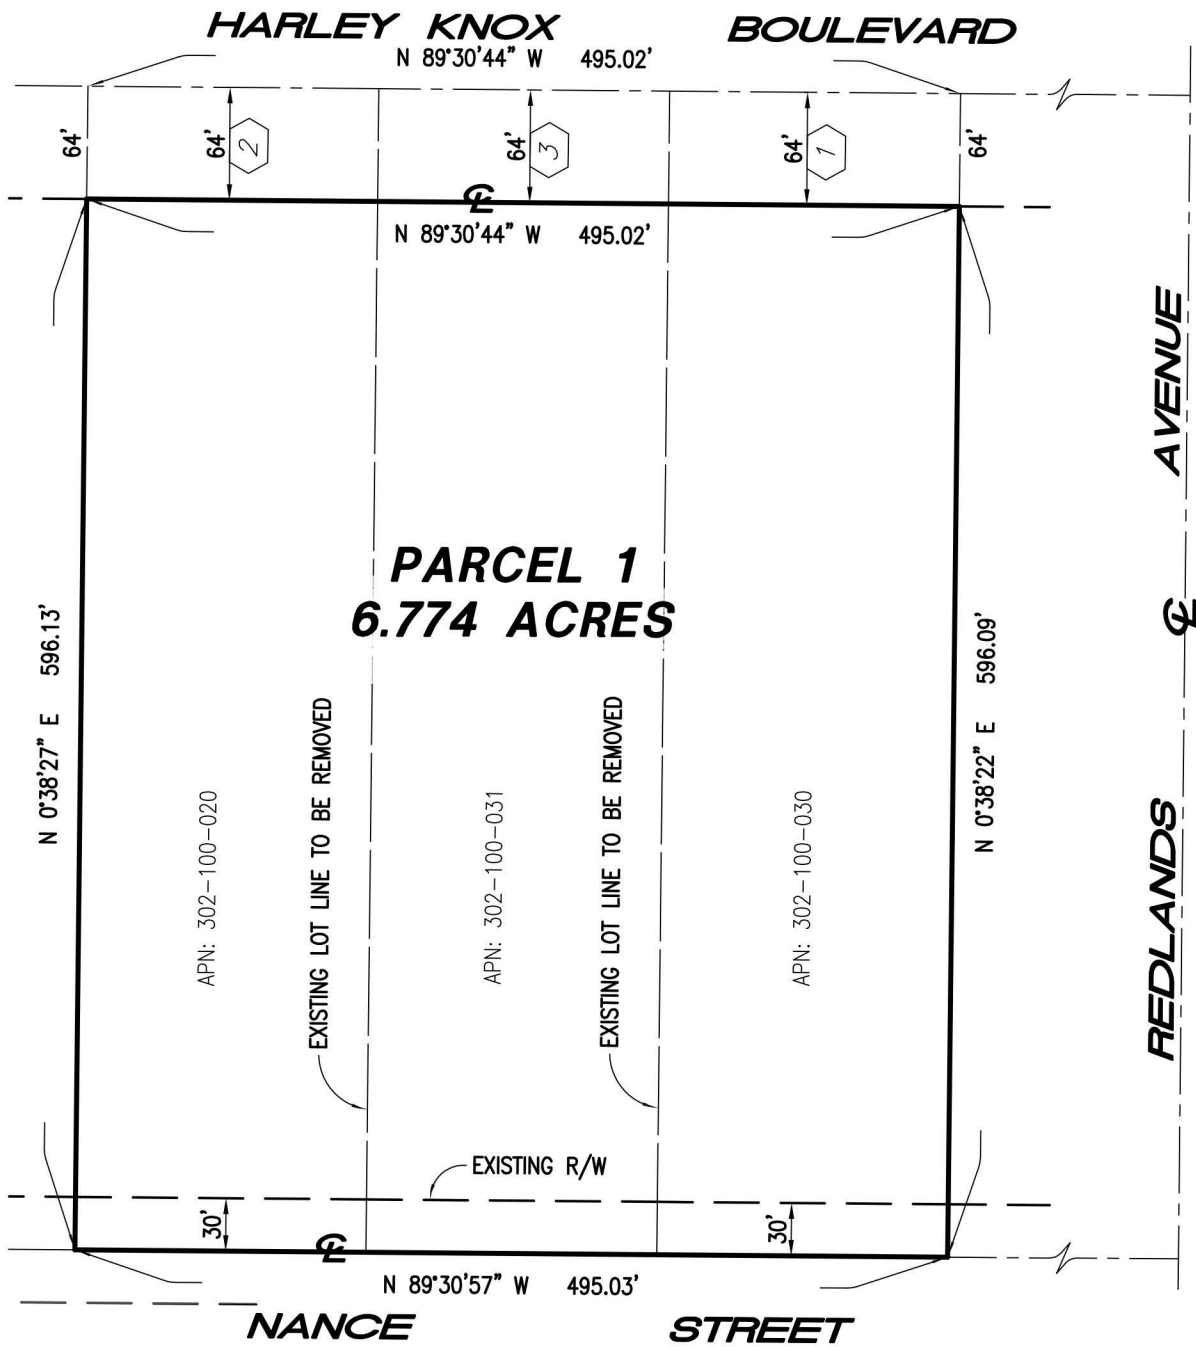 HARLEY KNOX BOULEVARD
N 89°30'44" W 495.02'
64'
64'
2
64'
3
64'
1
64'
℄
N 89°30'44" W 495.02'
AVENUE
PARCEL 1
6.774 ACRES
N 0°38'27" E 596.13'
N 0°38'22" E 596.09'
℄
EXISTING LOT LINE TO BE REMOVED
EXISTING LOT LINE TO BE REMOVED
APN: 302-100-020
APN: 302-100-031
APN: 302-100-030
REDLANDS
EXISTING R/W
30'
30'
℄
N 89°30'57" W 495.03'
NANCE STREET